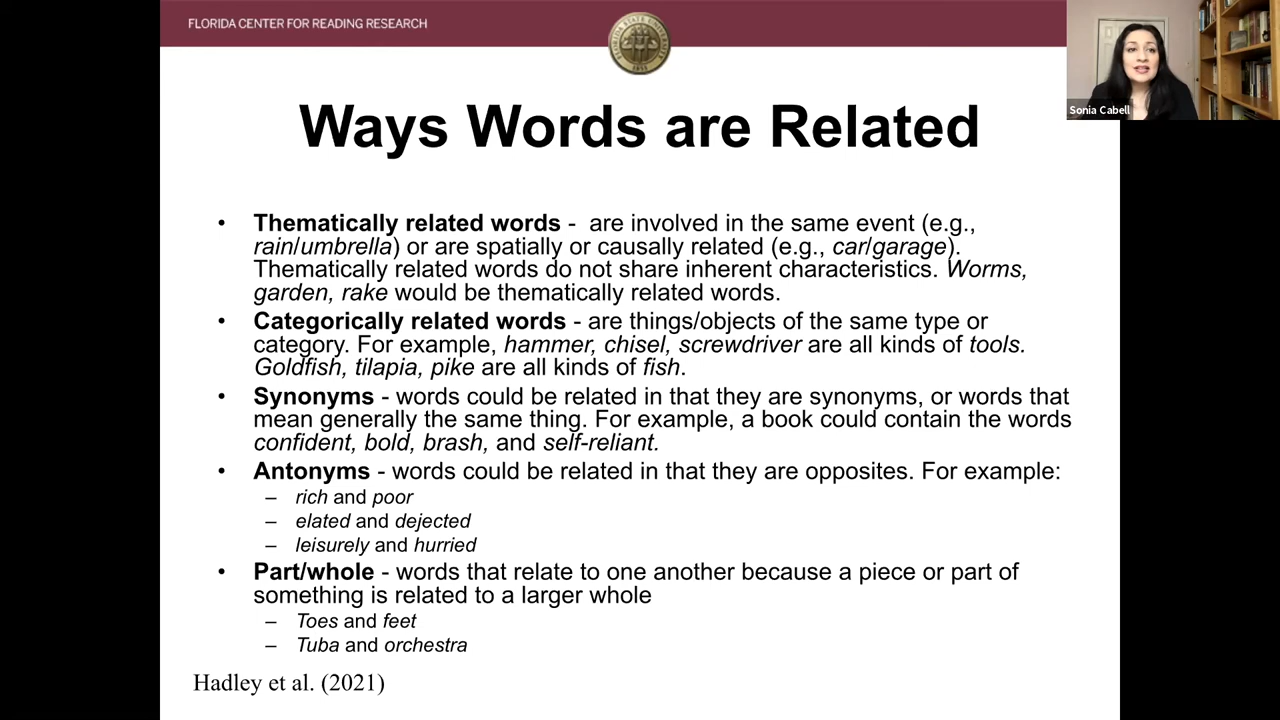 FLORIDA CENTER FOR READING RESEARCH
Sonia Cabell
Ways Words are Related
• Thematically related words - are involved in the same event (e.g.,
rain/umbrella) or are spatially or causally related (e.g., car/garage).
Thematically related words do not share inherent characteristics. Worms,
garden, rake would be thematically related words.
• Categorically related words - are things/objects of the same type or
category. For example, hammer, chisel, screwdriver are all kinds of tools.
Goldfish, tilapia, pike are all kinds of fish.
• Synonyms - words could be related in that they are synonyms, or words that
mean generally the same thing. For example, a book could contain the words
confident, bold, brash, and self-reliant.
• Antonyms - words could be related in that they are opposites. For example:
– rich and poor
– elated and dejected
– leisurely and hurried
• Part/whole - words that relate to one another because a piece or part of
something is related to a larger whole
– Toes and feet
– Tuba and orchestra
Hadley et al. (2021)